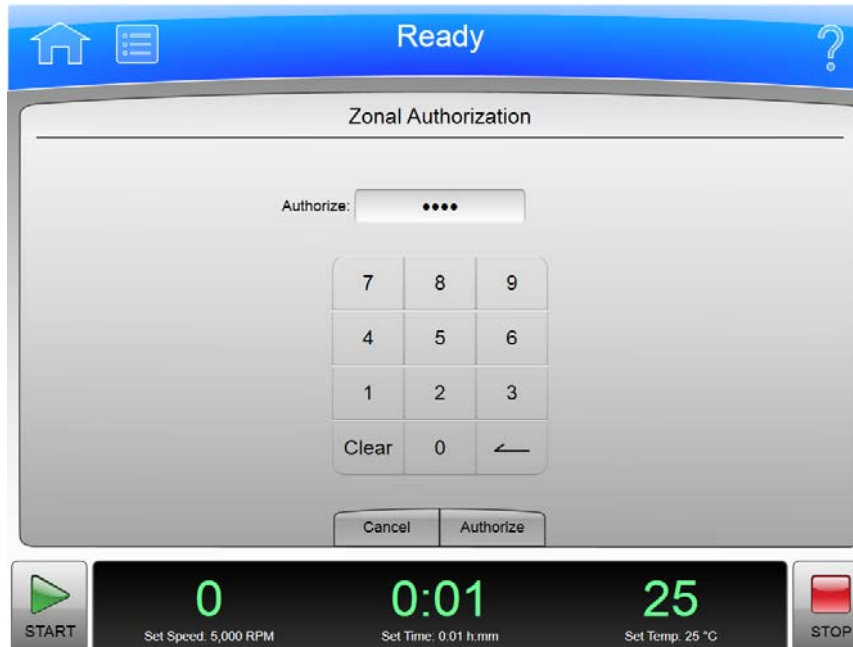 Ready
Zonal Authorization
Authorize: ••••
7 8 9
4 5 6
1 2 3
Clear 0
Cancel Authorize
0 0:01 25
START Set Speed: 5,000 RPM Set Time: 0:01 h:mm Set Temp: 25 °C STOP